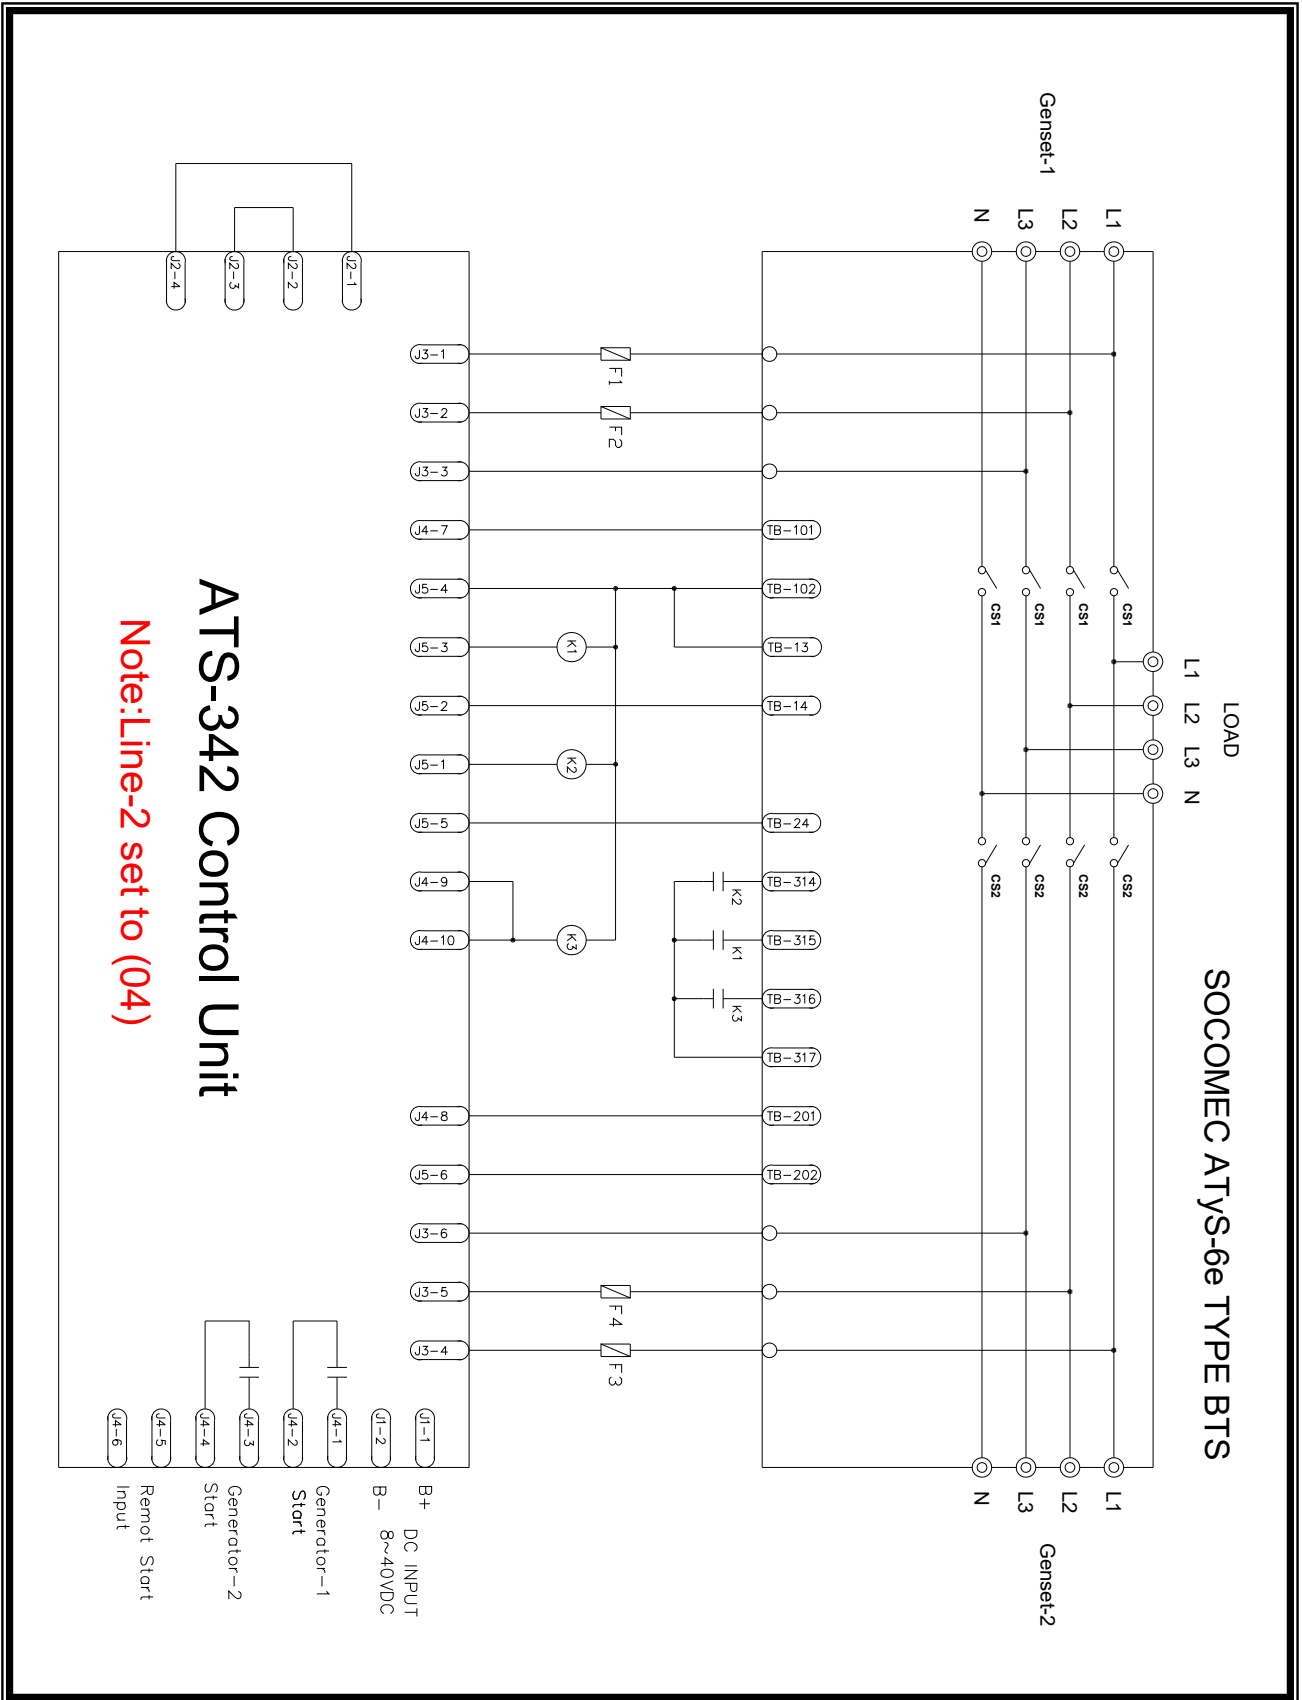 SOCOMEC ATyS-6e TYPE BTS
LOAD
L1 L2 L3 N
Genset-1
L1
L2
L3
N
CS1
CS1
CS1
CS1
CS2
CS2
CS2
CS2
L1
L2
L3
N
Genset-2
TB-101
TB-102
TB-13
TB-14
TB-24
TB-314
TB-315
TB-316
TB-317
TB-201
TB-202
K2
K1
K3
F1
F2
K1
K2
K3
F4
F3
J3-1
J3-2
J3-3
J4-7
J5-4
J5-3
J5-2
J5-1
J5-5
J4-9
J4-10
J4-8
J5-6
J3-6
J3-5
J3-4
J2-1
J2-2
J2-3
J2-4
ATS-342 Control Unit
Note:Line-2 set to (04)
J1-1
J1-2
J4-1
J4-2
J4-3
J4-4
J4-5
J4-6
B+ DC INPUT
B- 8~40VDC
Generator-1
Start
Generator-2
Start
Remot Start
Input